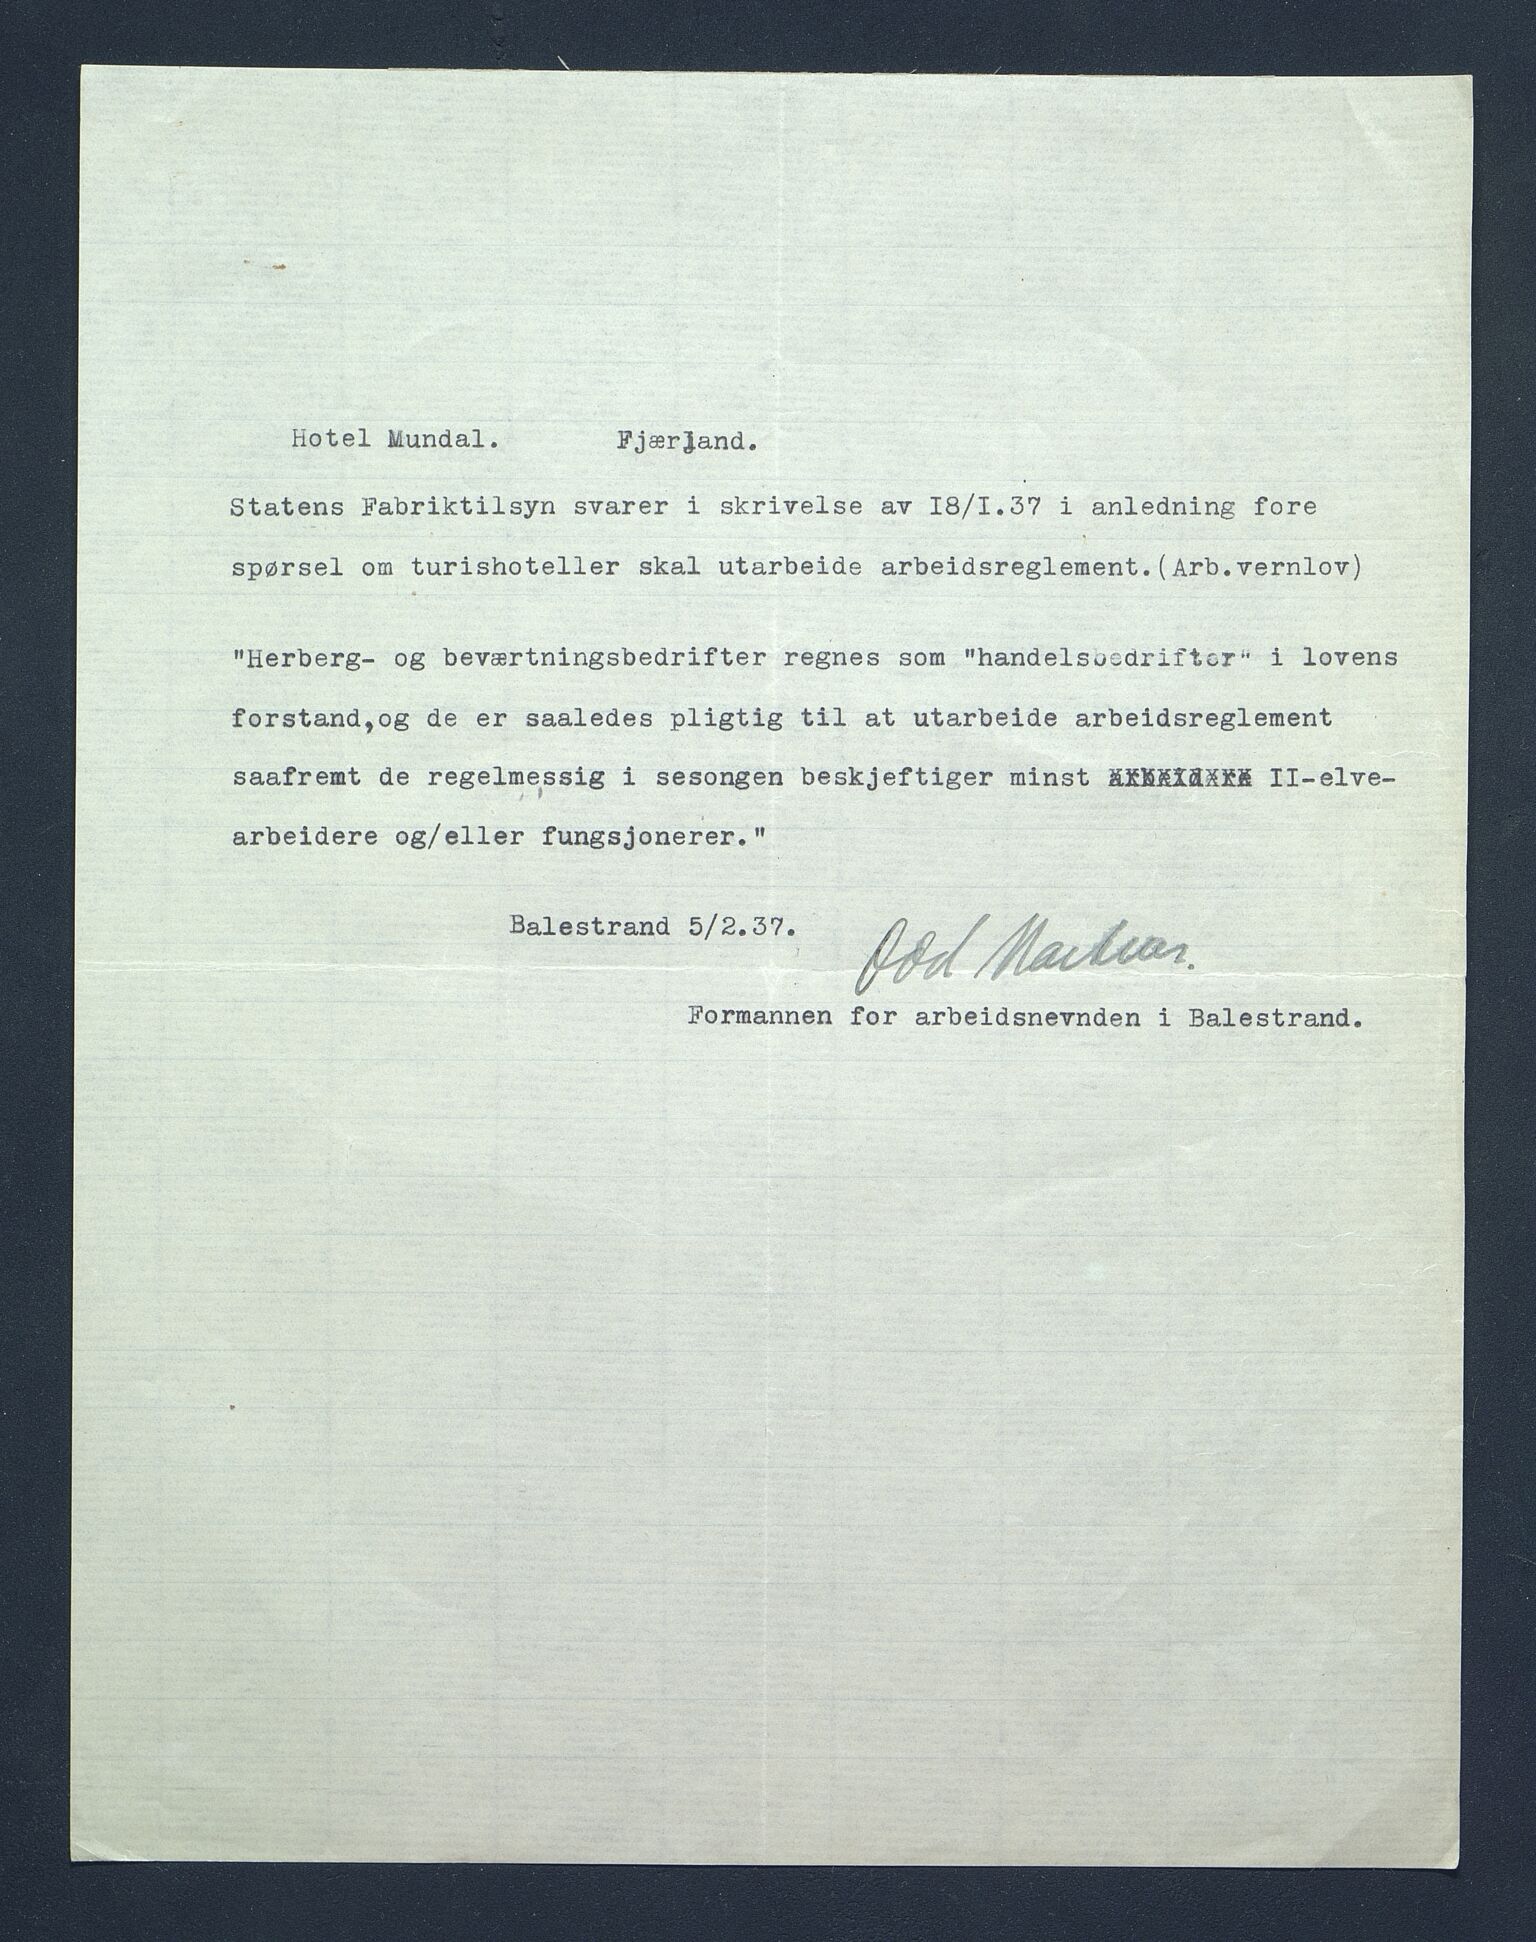 Hotel Mundal. Fjærland.
Statens Fabriktilsyn svarer i skrivelse av I8/I.37 i anledning fore
spørsel om turishoteller skal utarbeide arbeidsreglement.(Arb.vernlov)
"Herberg- og beværtningsbedrifter regnes som "handelsbedrifter" i lovens
forstand,og de er saaledes pligtig til at utarbeide arbeidsreglement
saafremt de regelmessig i sesongen beskjeftiger minst arbeidere II-elve-
arbeidere og/eller fungsjonerer."
Balestrand 5/2.37. Odd
Formannen for arbeidsnevnden i Balestrand.